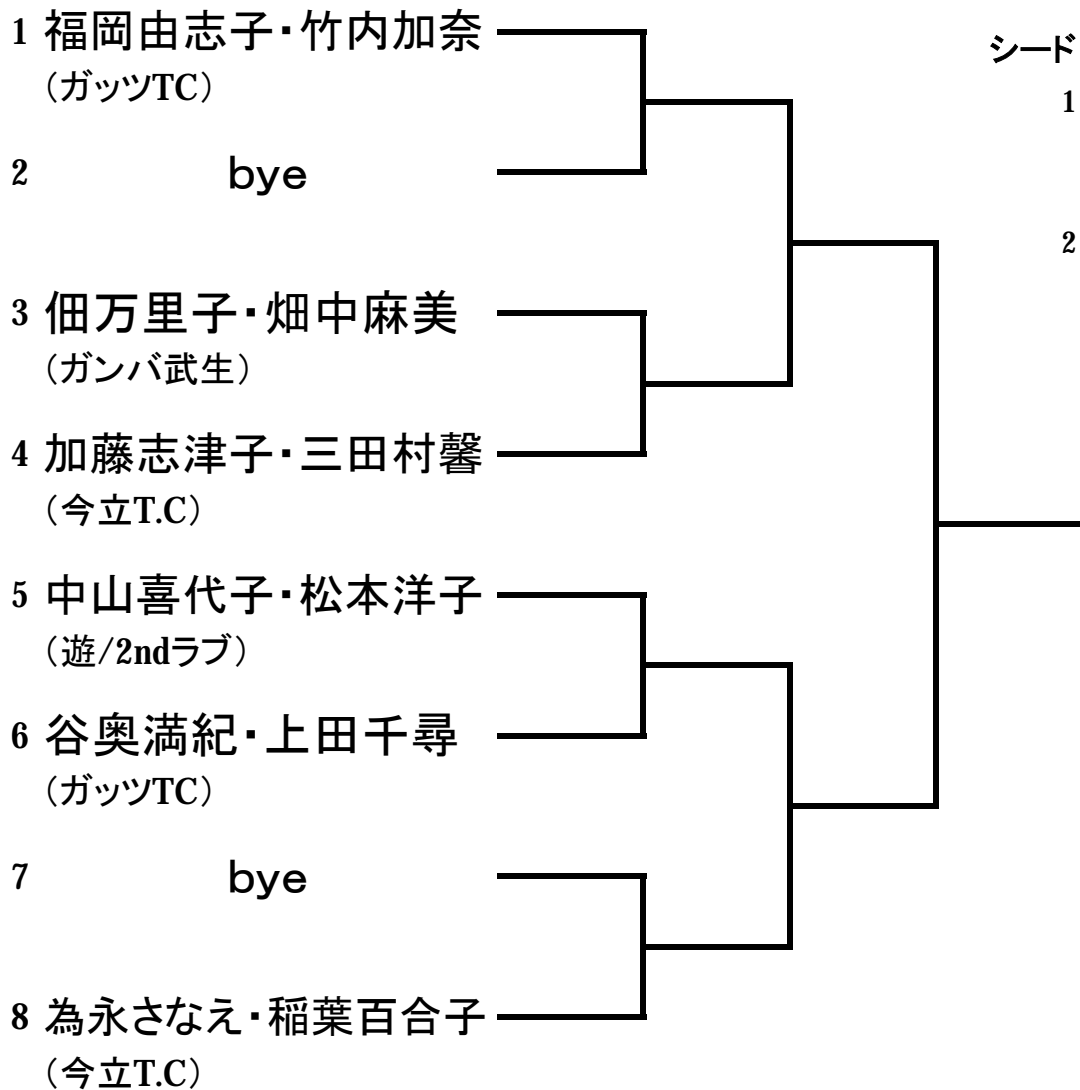 1 福岡由志子・竹内加奈
（ガッツTC）
2 bye
3 佃万里子・畑中麻美
（ガンバ武生）
4 加藤志津子・三田村馨
（今立T.C）
5 中山喜代子・松本洋子
（遊/2ndラブ）
6 谷奥満紀・上田千尋
（ガッツTC）
7 bye
8 為永さなえ・稲葉百合子
（今立T.C）
シード
1
2